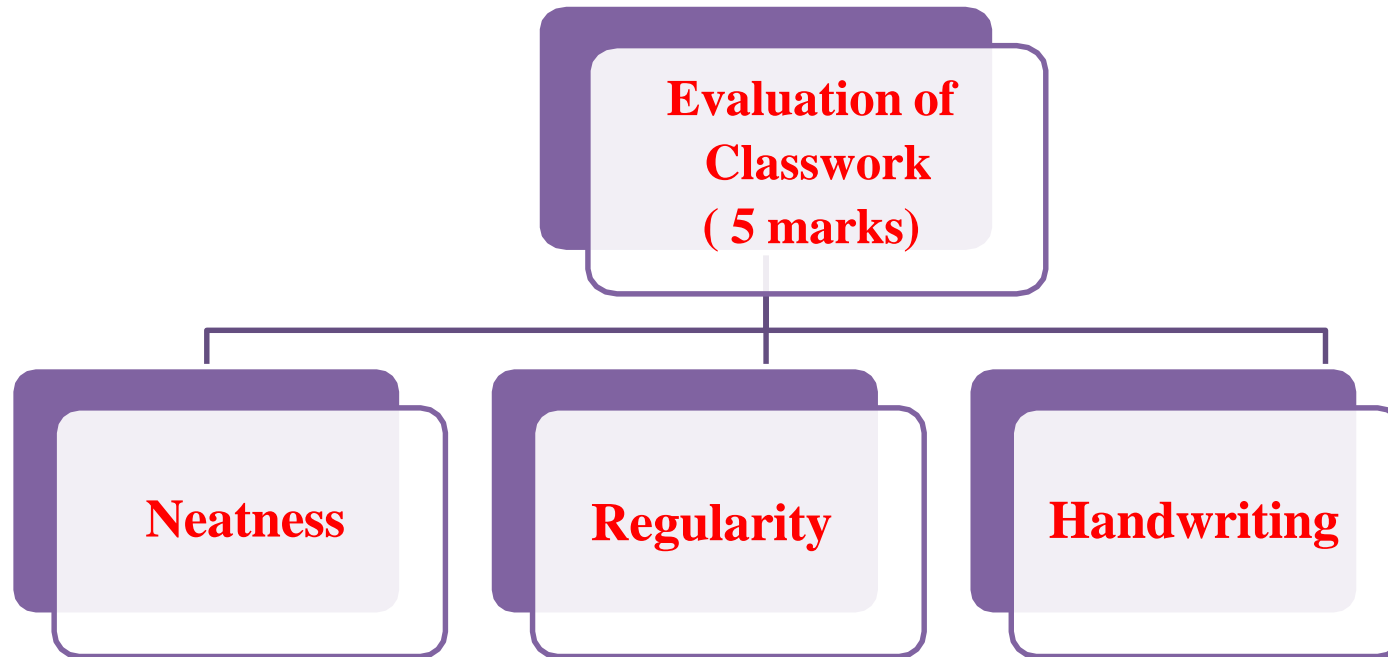 Evaluation of
Classwork
( 5 marks)
Neatness
Regularity
Handwriting